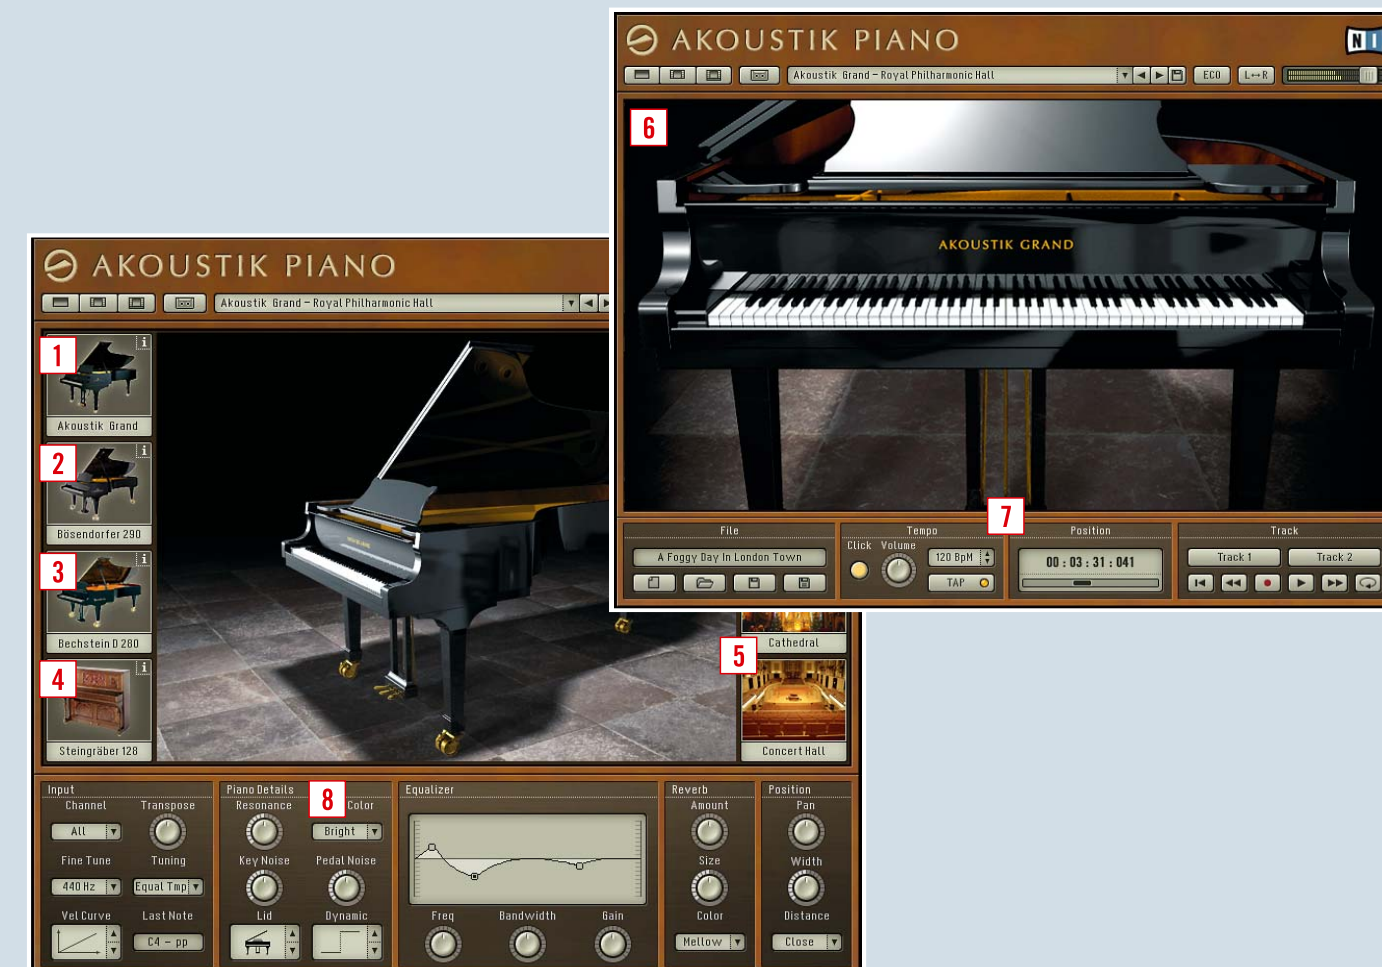 AKOUSTIK PIANO
NI
Akoustik Grand – Royal Philharmonic Hall
ECO
L↔R
6
AKOUSTIK GRAND
7
File
Tempo
Position
Track
A Foggy Day In London Town
Click
Volume
120 BpM
TAP
00 : 03 : 31 : 041
Track 1
Track 2
AKOUSTIK PIANO
Akoustik Grand – Royal Philharmonic Hall
1
i
Akoustik Grand
2
i
Bösendorfer 290
3
i
Bechstein D 280
4
i
Steingräber 128
Cathedral
5
Concert Hall
Input
Channel
Transpose
All
Fine Tune
Tuning
440 Hz
Equal Tmp
Vel Curve
Last Note
C4 – pp
Piano Details
8
Resonance
Color
Bright
Key Noise
Pedal Noise
Lid
Dynamic
Equalizer
Freq
Bandwidth
Gain
Reverb
Amount
Size
Color
Mellow
Position
Pan
Width
Distance
Close